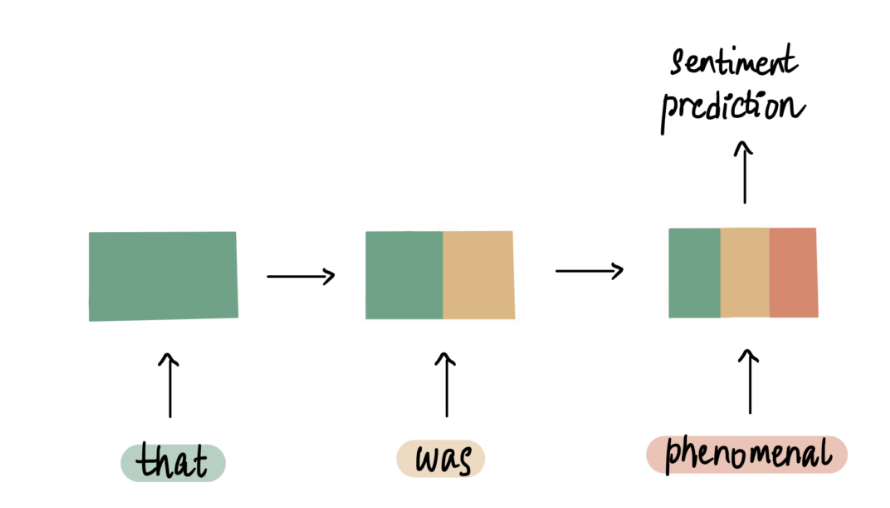 sentiment
prediction
that
was
phenomenal